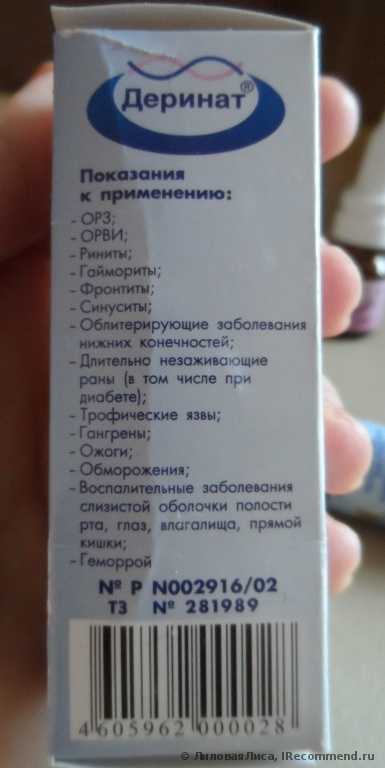 Деринат®
Показания
к применению:
- ОРЗ;
- ОРВИ;
- Риниты;
- Гаймориты;
- Фронтиты;
- Синуситы;
- Облитерирующие заболевания
нижних конечностей;
- Длительно незаживающие
раны (в том числе при
диабете);
- Трофические язвы;
- Гангрены;
- Ожоги;
- Обморожения;
- Воспалительные заболевания
слизистой оболочки полости
рта, глаз, влагалища, прямой
кишки;
- Геморрой
№ Р N002916/02
ТЗ № 281989
4605962 000028
© ЛиловаяЛиса, IRecommend.ru